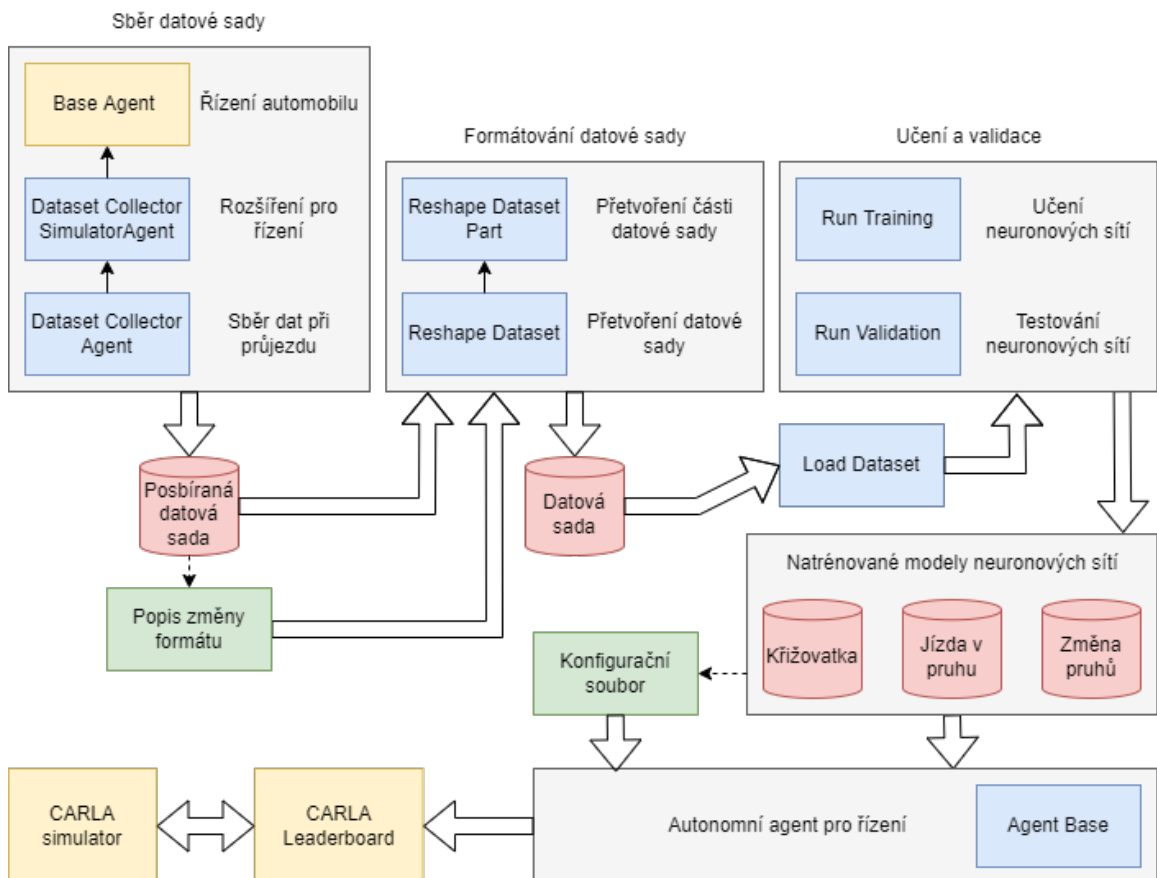 Sběr datové sady
Base Agent
Řízení automobilu
Dataset Collector
SimulatorAgent
Rozšíření pro
řízení
Dataset Collector
Agent
Sběr dat při
průjezdu
Formátování datové sady
Reshape Dataset
Part
Přetvoření části
datové sady
Reshape Dataset
Přetvoření datové
sady
Učení a validace
Run Training
Učení
neuronových sítí
Run Validation
Testování
neuronových sítí
Posbíraná
datová
sada
Datová
sada
Load Dataset
Popis změny
formátu
Natrénované modely neuronových sítí
Křižovatka
Jízda v
pruhu
Změna
pruhů
Konfigurační
soubor
CARLA
simulator
CARLA
Leaderboard
Autonomní agent pro řízení
Agent Base